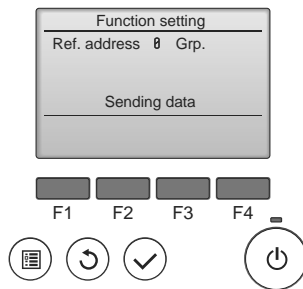 Function setting
Ref. address 0 Grp.
Sending data
F1 F2 F3 F4